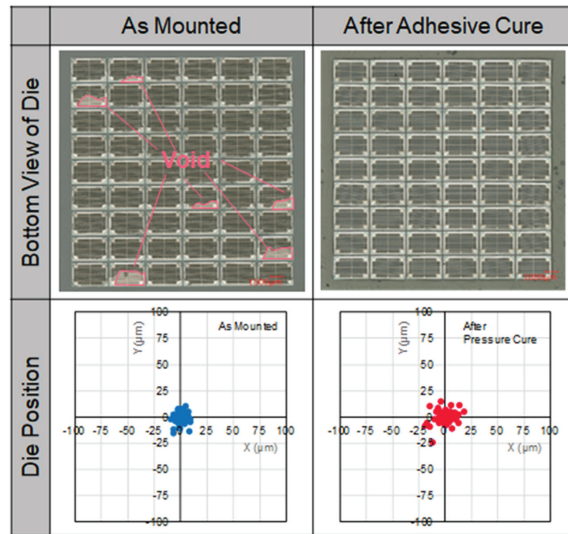 As Mounted
After Adhesive Cure
Bottom View of Die
Void
Die Position
100
75
50
25
0
-25
-50
-75
-100
Y(μm)
As Mounted
-100 -75 -50 -25 0 25 50 75 100
X (μm)
100
75
50
25
0
-25
-50
-75
-100
Y(μm)
After
Pressure Cure
-100 -75 -50 -25 0 25 50 75 100
X (μm)